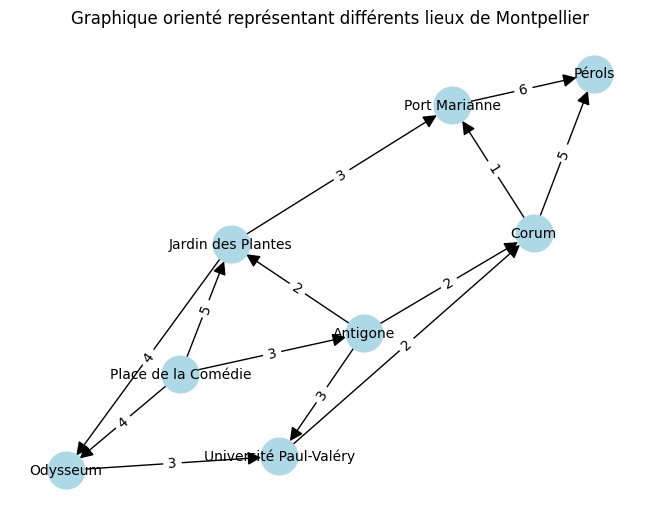 Graphique orienté représentant différents lieux de Montpellier
Pérols
6
Port Marianne
5
1
3
Corum
Jardin des Plantes
2
2
5
Antigone
2
3
4
Place de la Comédie
3
4
Université Paul-Valéry
3
Odysseum